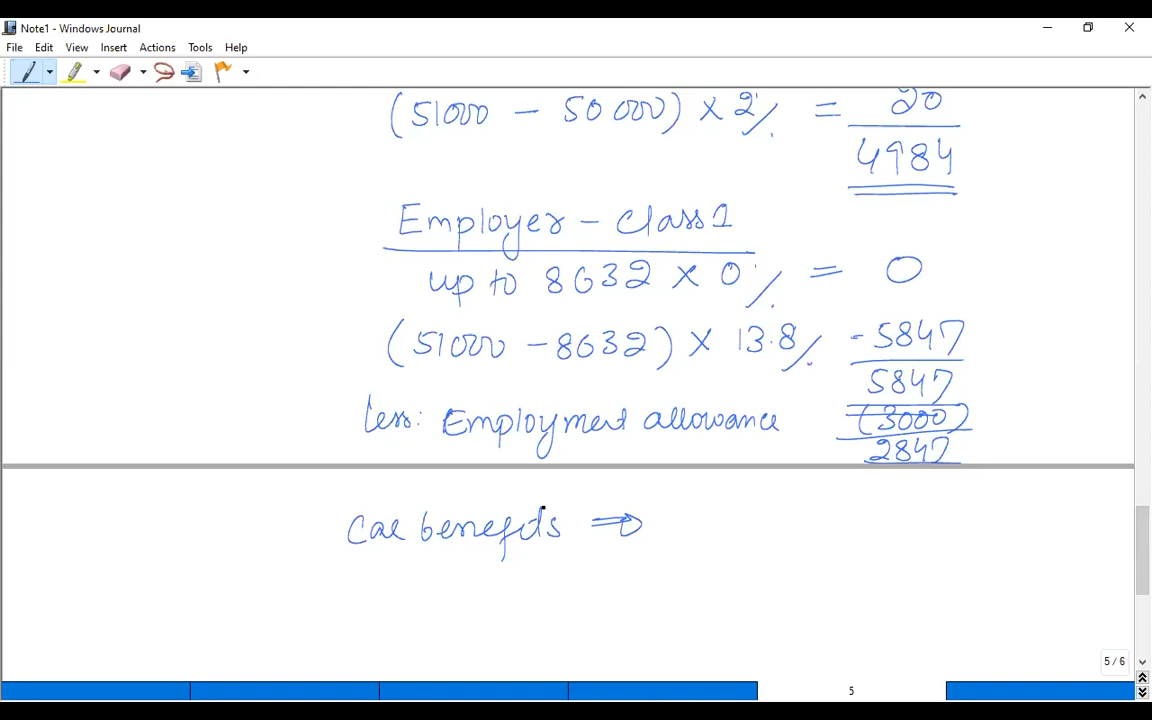 Note1 - Windows Journal
File Edit View Insert Actions Tools Help
(51000 - 50000) × 2% = 20
4984
Employer - Class 1
up to 8632 × 0% = 0
(51000 - 8632) × 13.8% - 5847
5847
less: Employment allowance (3000)
2847
Car benefits ⇒
5 / 6
5